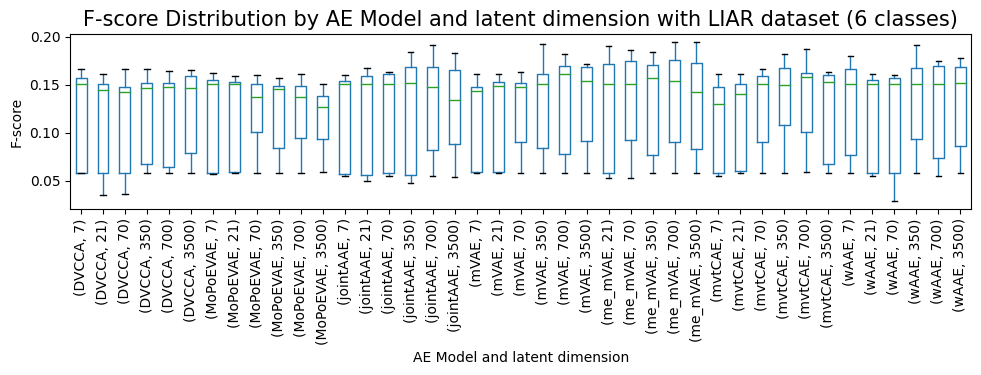 F-score Distribution by AE Model and latent dimension with LIAR dataset (6 classes)
0.20
0.15
0.10
0.05
F-score
(DVCCA, 7)
(DVCCA, 21)
(DVCCA, 70)
(DVCCA, 350)
(DVCCA, 700)
(DVCCA, 3500)
(MoPoEVAE, 7)
(MoPoEVAE, 21)
(MoPoEVAE, 70)
(MoPoEVAE, 350)
(MoPoEVAE, 700)
(MoPoEVAE, 3500)
(jointAAE, 7)
(jointAAE, 21)
(jointAAE, 70)
(jointAAE, 350)
(jointAAE, 700)
(jointAAE, 3500)
(mVAE, 7)
(mVAE, 21)
(mVAE, 70)
(mVAE, 350)
(mVAE, 700)
(mVAE, 3500)
(me_mVAE, 21)
(me_mVAE, 70)
(me_mVAE, 350)
(me_mVAE, 700)
(me_mVAE, 3500)
(mvtCAE, 7)
(mvtCAE, 21)
(mvtCAE, 70)
(mvtCAE, 350)
(mvtCAE, 700)
(mvtCAE, 3500)
(wAAE, 7)
(wAAE, 21)
(wAAE, 70)
(wAAE, 350)
(wAAE, 700)
(wAAE, 3500)
AE Model and latent dimension